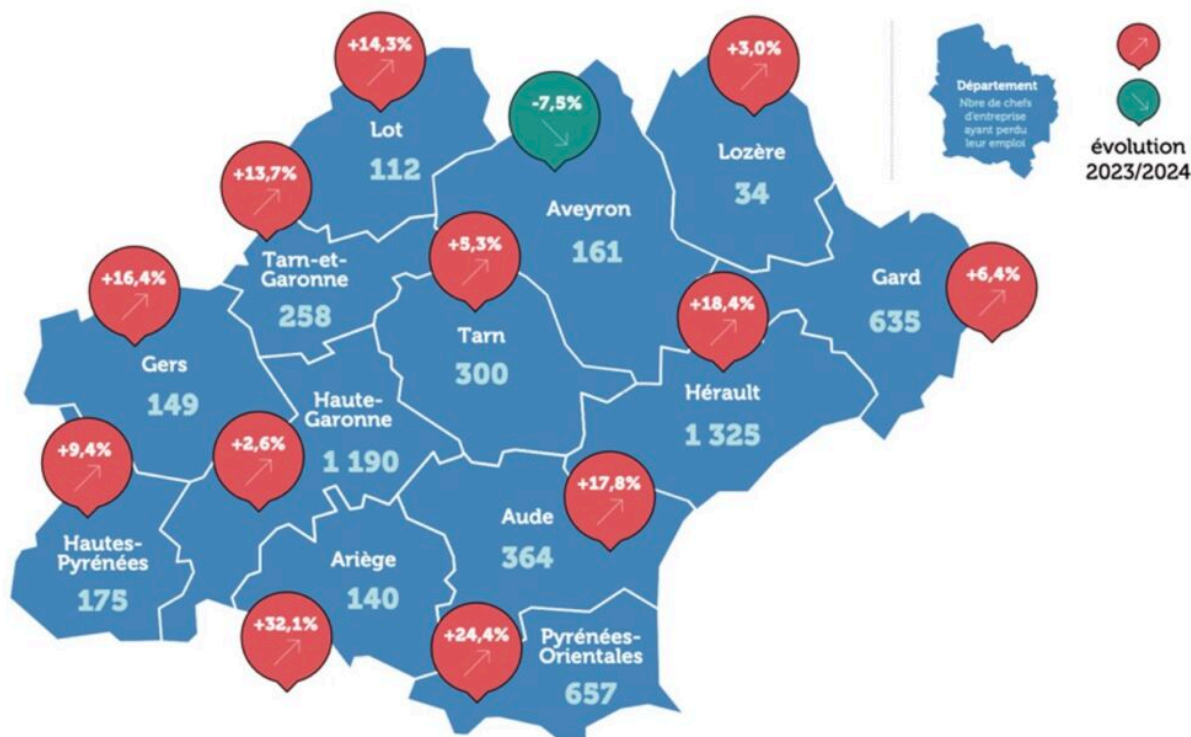 +14,3%
Lot
112
-7,5%
Aveyron
161
+3,0%
Lozère
34
+13,7%
Tarn-et-
Garonne
258
+5,3%
Tarn
300
+6,4%
Gard
635
+16,4%
Gers
149
+18,4%
Hérault
1 325
+2,6%
Haute-
Garonne
1 190
+9,4%
Hautes-
Pyrénées
175
+17,8%
Aude
364
+32,1%
Ariège
140
+24,4%
Pyrénées-
Orientales
657
Département
Nbre de chefs
d'entreprise
ayant perdu
leur emploi
évolution
2023/2024